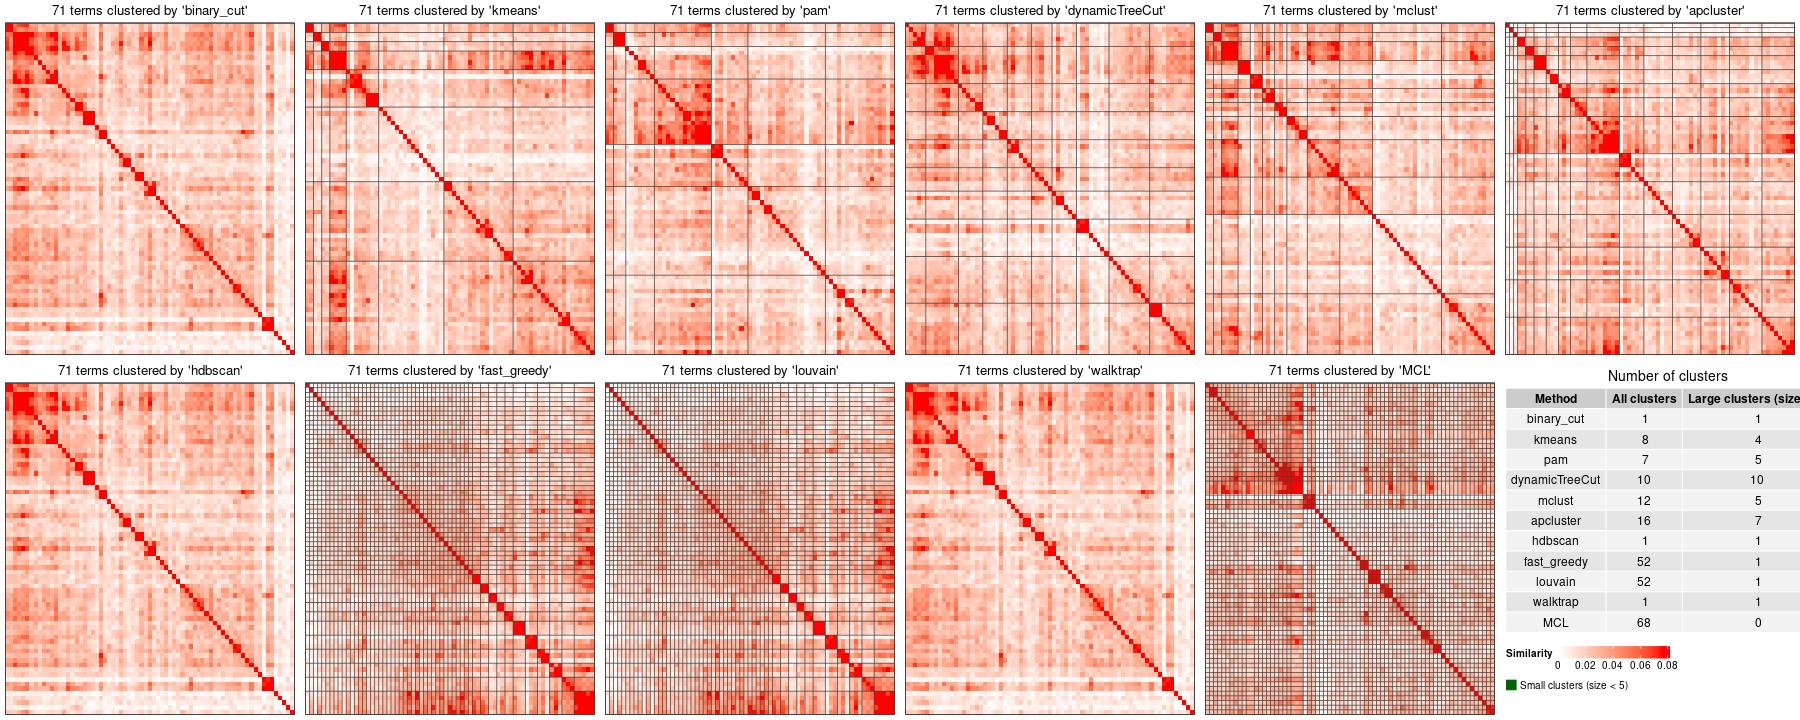 71 terms clustered by 'binary_cut'
71 terms clustered by 'kmeans'
71 terms clustered by 'pam'
71 terms clustered by 'dynamicTreeCut'
71 terms clustered by 'mclust'
71 terms clustered by 'apcluster'
71 terms clustered by 'hdbscan'
71 terms clustered by 'fast_greedy'
71 terms clustered by 'louvain'
71 terms clustered by 'walktrap'
71 terms clustered by 'MCL'
Number of clusters
Method All clusters Large clusters (size
binary_cut 1 1
kmeans 8 4
pam 7 5
dynamicTreeCut 10 10
mclust 12 5
apcluster 16 7
hdbscan 1 1
fast_greedy 52 1
louvain 52 1
walktrap 1 1
MCL 68 0
Similarity
0 0.02 0.04 0.06 0.08
Small clusters (size < 5)